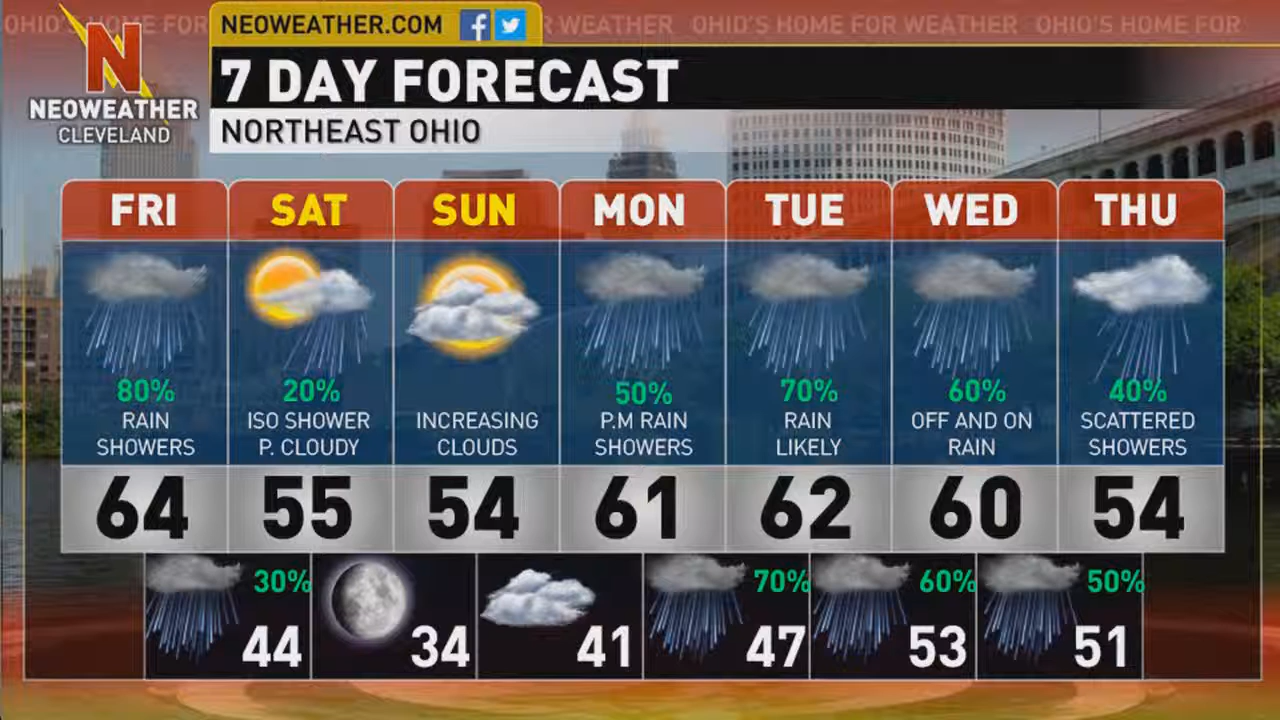 OHIO'S HOME FOR WEATHER OHIO'S HOME FOR WEATHER OHIO'S HOME FOR
NEOWEATHER.COM
N
NEOWEATHER
CLEVELAND
7 DAY FORECAST
NORTHEAST OHIO
FRI SAT SUN MON TUE WED THU
80% 20% 50% 70% 60% 40%
RAIN ISO SHOWER INCREASING P.M RAIN RAIN OFF AND ON SCATTERED
SHOWERS P. CLOUDY CLOUDS SHOWERS LIKELY RAIN SHOWERS
64 55 54 61 62 60 54
30% 70% 60% 50%
44 34 41 47 53 51